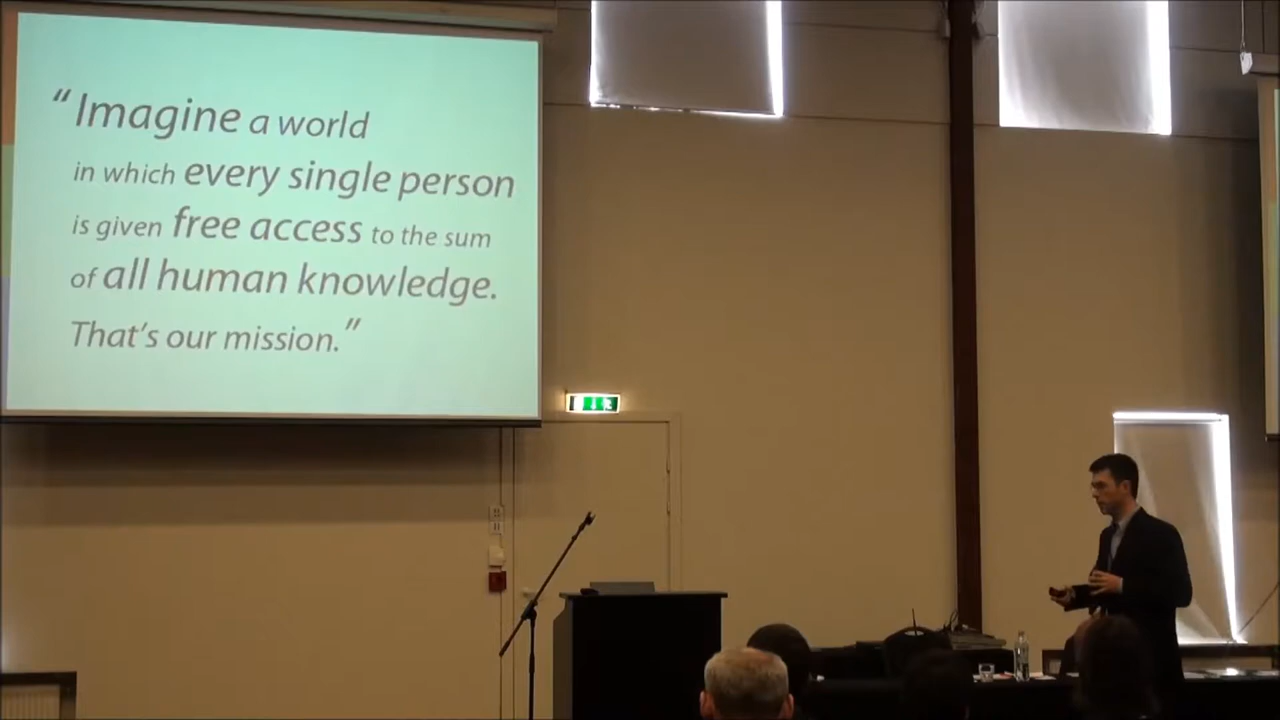 “Imagine a world
in which every single person
is given free access to the sum
of all human knowledge.
That’s our mission.”